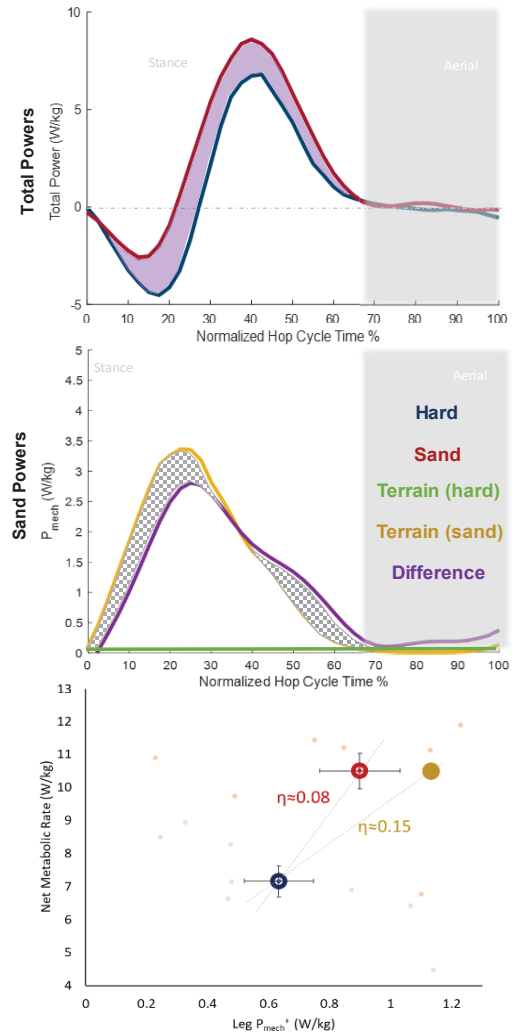 Stance
Aerial
Total Powers
Total Power (W/kg)
5
0
-5
0 10 20 30 40 50 60 70 80 90 100
Normalized Hop Cycle Time %
Stance
Aerial
Sand Powers
P_mech (W/kg)
5
4.5
4
3.5
3
2.5
2
1.5
1
0.5
0
Hard
Sand
Terrain (hard)
Terrain (sand)
Difference
0 10 20 30 40 50 60 70 80 90 100
Normalized Hop Cycle Time %
Net Metabolic Rate (W/kg)
13
12
11
10
9
8
7
6
5
4
η≈0.08
η≈0.15
0 0.2 0.4 0.6 0.8 1 1.2
Leg P_mech⁺ (W/kg)